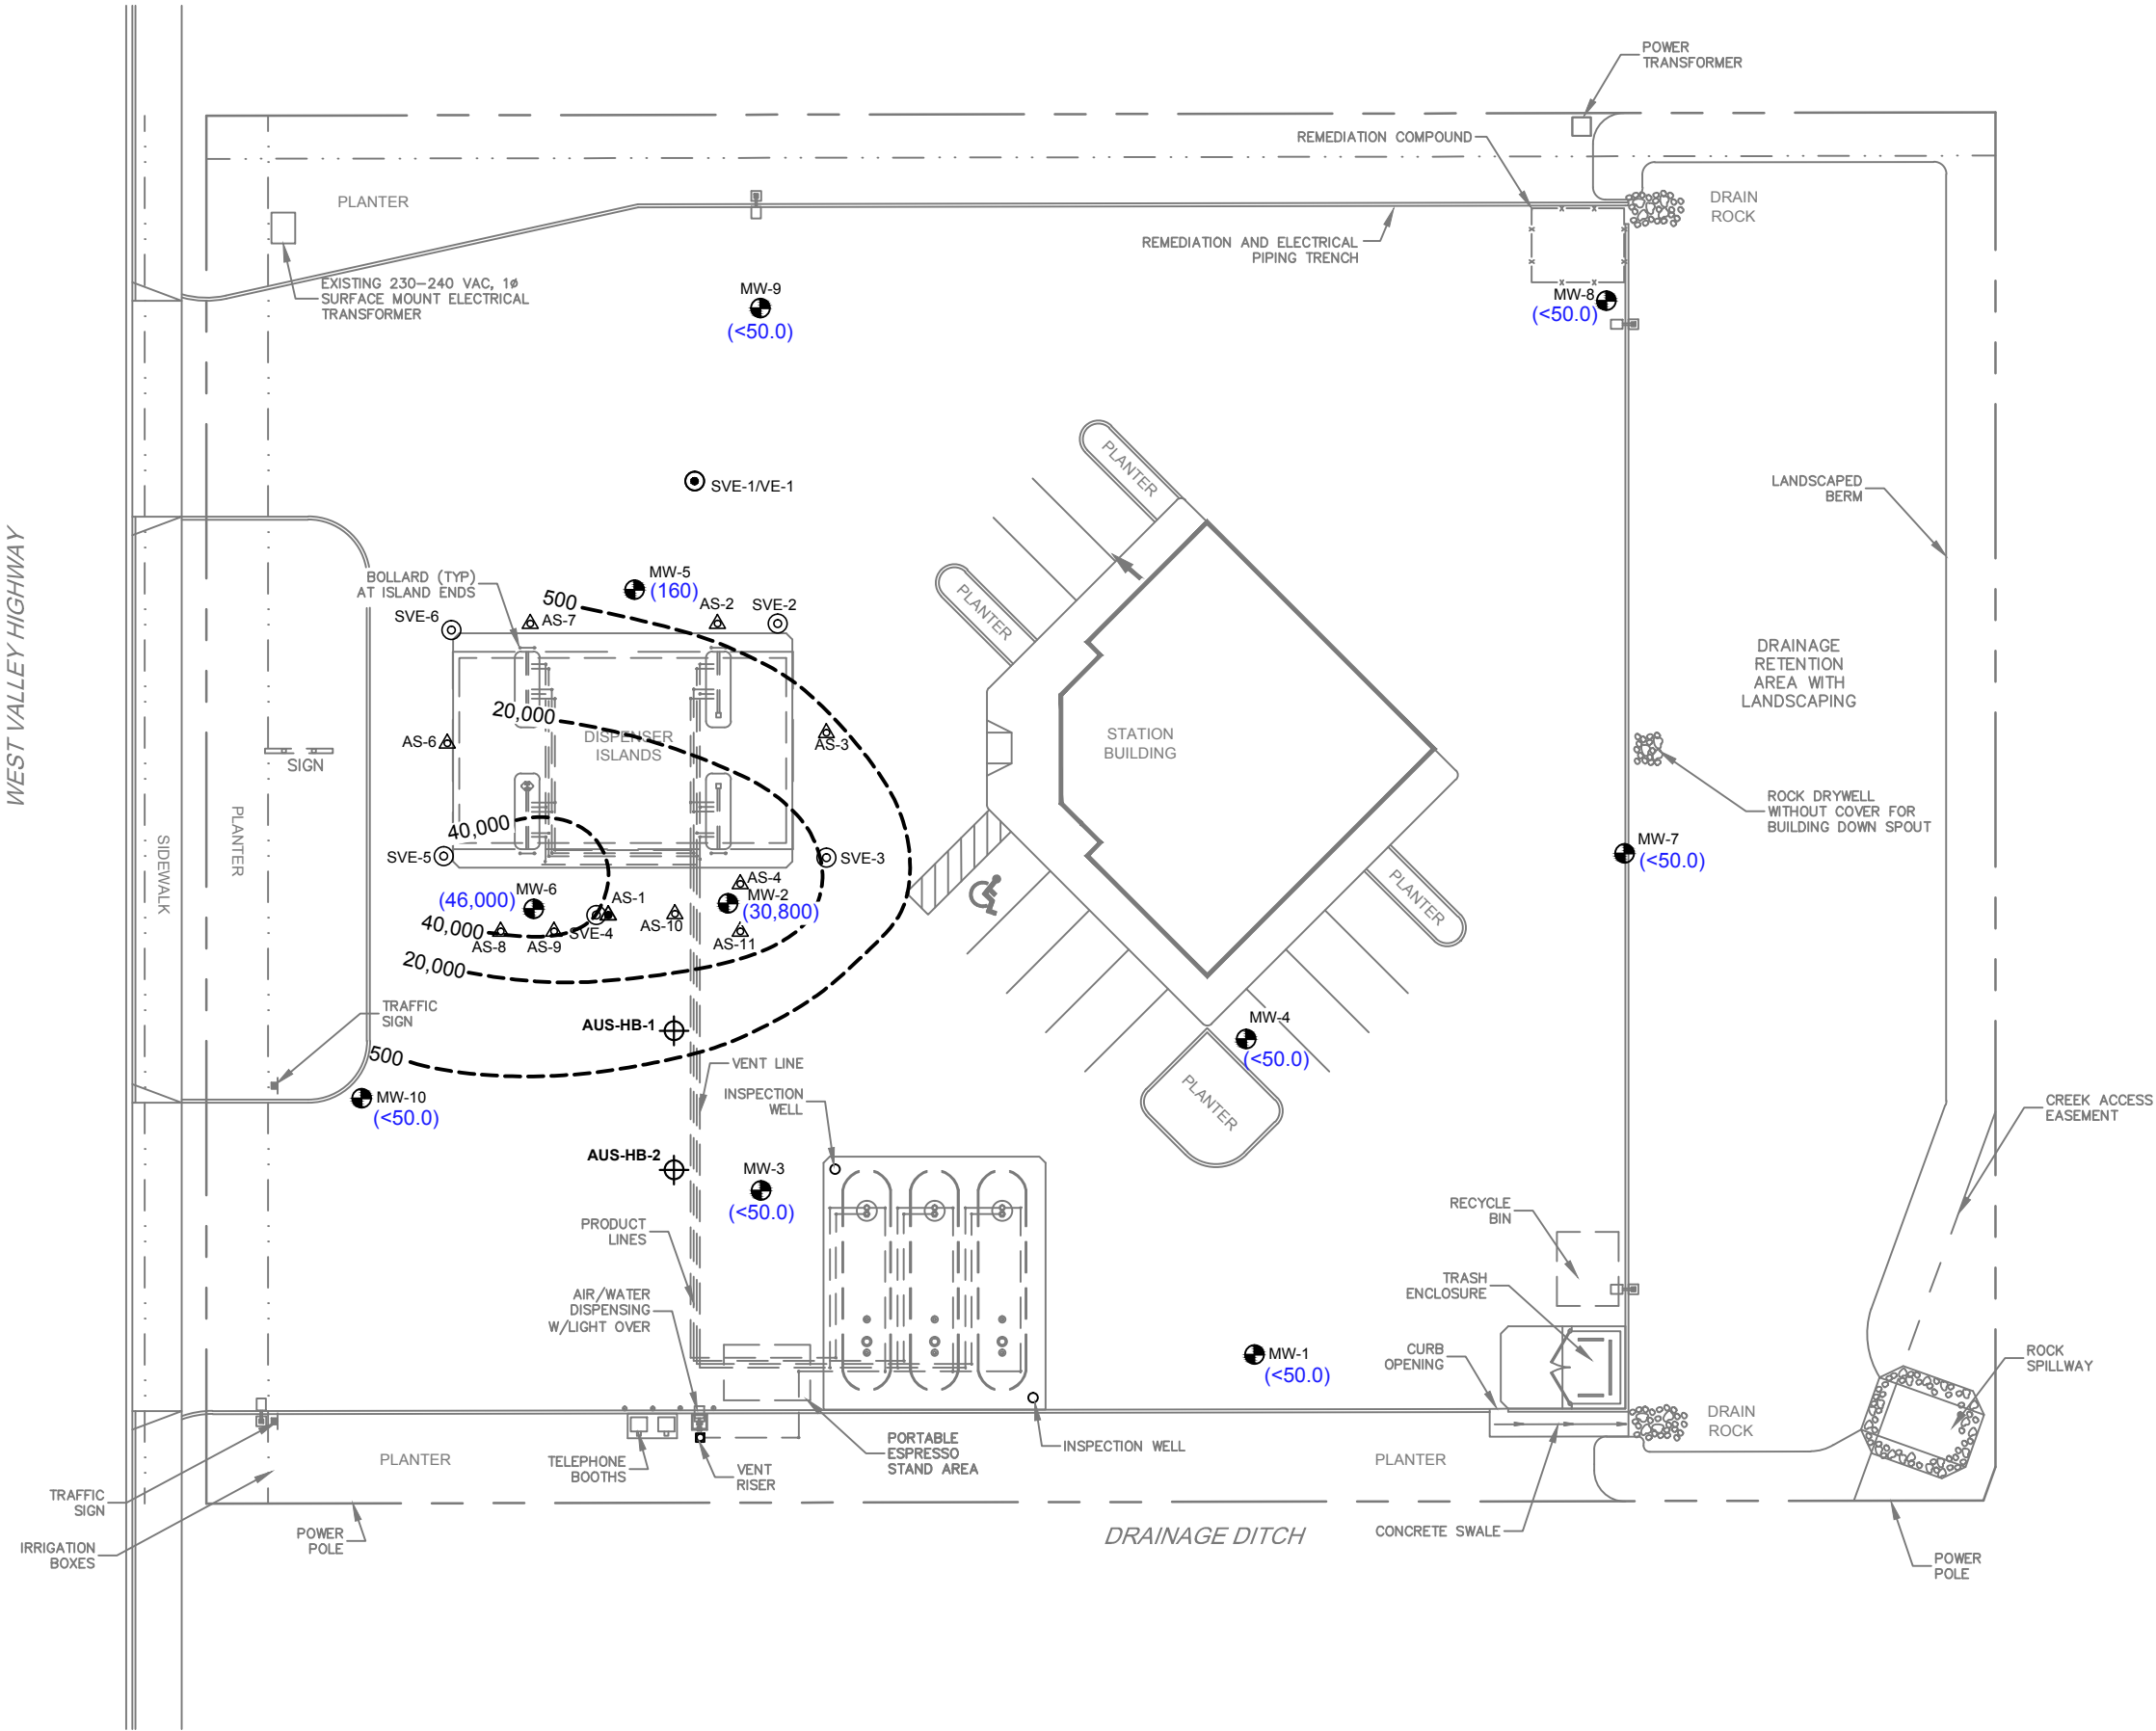 POWER
TRANSFORMER
REMEDIATION COMPOUND
PLANTER
DRAIN
ROCK
REMEDIATION AND ELECTRICAL
PIPING TRENCH
EXISTING 230-240 VAC, 1ø
SURFACE MOUNT ELECTRICAL
TRANSFORMER
MW-9
(<50.0)
MW-8
(<50.0)
PLANTER
SVE-1/VE-1
LANDSCAPED
BERM
WEST VALLEY HIGHWAY
BOLLARD (TYP)
AT ISLAND ENDS
MW-5
(160)
500
AS-2
SVE-2
SVE-6
AS-7
PLANTER
DRAINAGE
RETENTION
AREA WITH
LANDSCAPING
20,000
DISPENSER
ISLANDS
AS-6
AS-3
STATION
BUILDING
SIGN
ROCK DRYWELL
WITHOUT COVER FOR
BUILDING DOWN SPOUT
40,000
SIDEWALK
PLANTER
SVE-5
SVE-3
MW-7
(<50.0)
AS-4
MW-6
(46,000)
AS-1
MW-2
(30,800)
PLANTER
40,000
AS-8
AS-9
SVE-4
AS-10
AS-11
20,000
TRAFFIC
SIGN
AUS-HB-1
MW-4
(<50.0)
500
VENT LINE
INSPECTION
WELL
MW-10
(<50.0)
PLANTER
CREEK ACCESS
EASEMENT
AUS-HB-2
MW-3
(<50.0)
PRODUCT
LINES
RECYCLE
BIN
AIR/WATER
DISPENSING
W/LIGHT OVER
TRASH
ENCLOSURE
MW-1
(<50.0)
CURB
OPENING
ROCK
SPILLWAY
DRAIN
ROCK
PLANTER
TELEPHONE
BOOTHS
VENT
RISER
PORTABLE
ESPRESSO
STAND AREA
INSPECTION WELL
PLANTER
TRAFFIC
SIGN
POWER
POLE
IRRIGATION
BOXES
DRAINAGE DITCH
CONCRETE SWALE
POWER
POLE